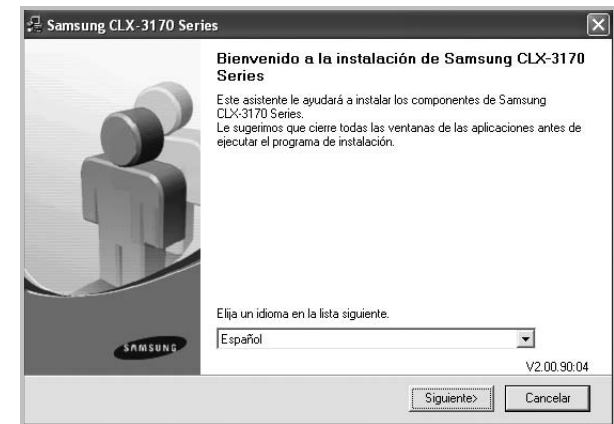 Samsung CLX-3170 Series
Bienvenido a la instalación de Samsung CLX-3170
Series
Este asistente le ayudará a instalar los componentes de Samsung
CLX-3170 Series.
Le sugerimos que cierre todas las ventanas de las aplicaciones antes de
ejecutar el programa de instalación.
Elija un idioma en la lista siguiente.
Español
SAMSUNG
V2.00.90:04
Siguiente>
Cancelar